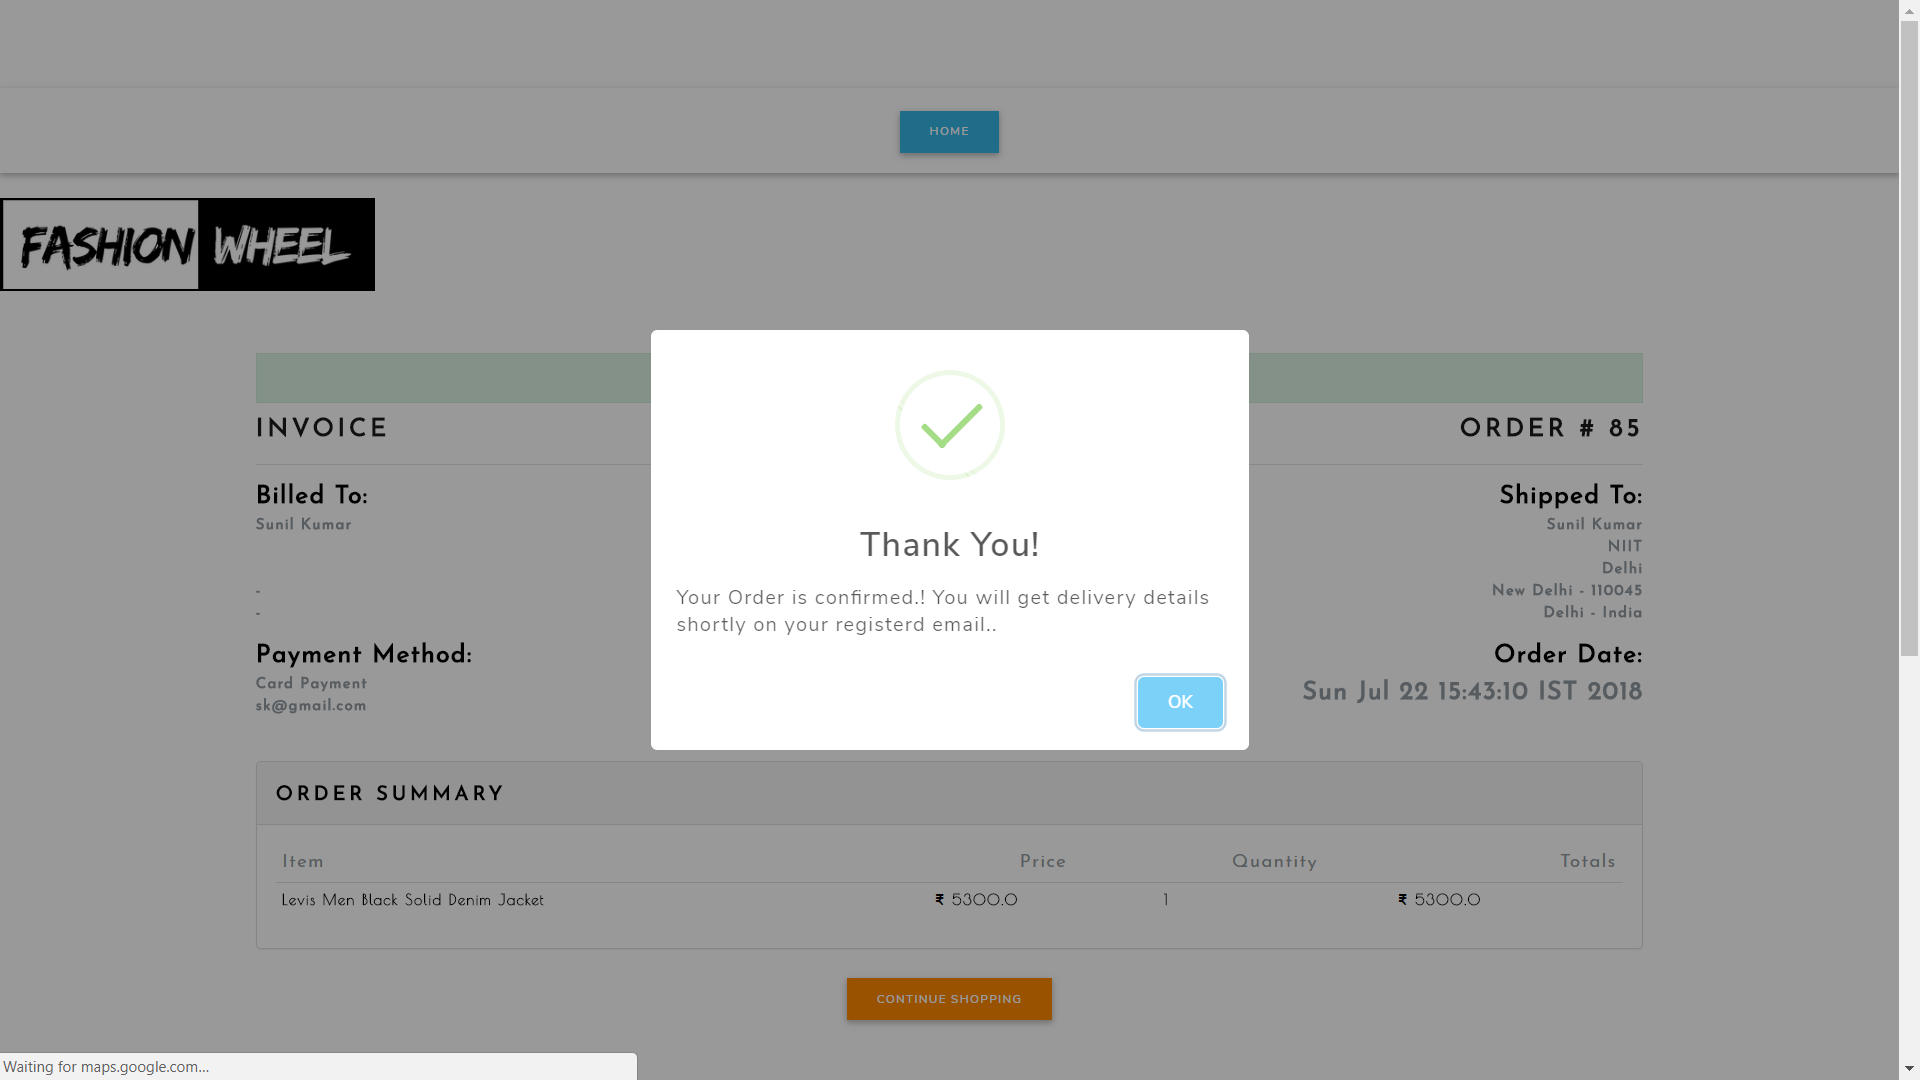 HOME
FASHION WHEEL
INVOICE
ORDER # 85
Billed To:
Sunil Kumar
-
-
Shipped To:
Sunil Kumar
NIIT
Delhi
New Delhi - 110045
Delhi - India
Payment Method:
Card Payment
sk@gmail.com
Order Date:
Sun Jul 22 15:43:10 IST 2018
Thank You!
Your Order is confirmed.! You will get delivery details
shortly on your registerd email..
OK
ORDER SUMMARY
Item Price Quantity Totals
Levis Men Black Solid Denim Jacket ₹ 5300.0 1 ₹ 5300.0
CONTINUE SHOPPING
Waiting for maps.google.com...